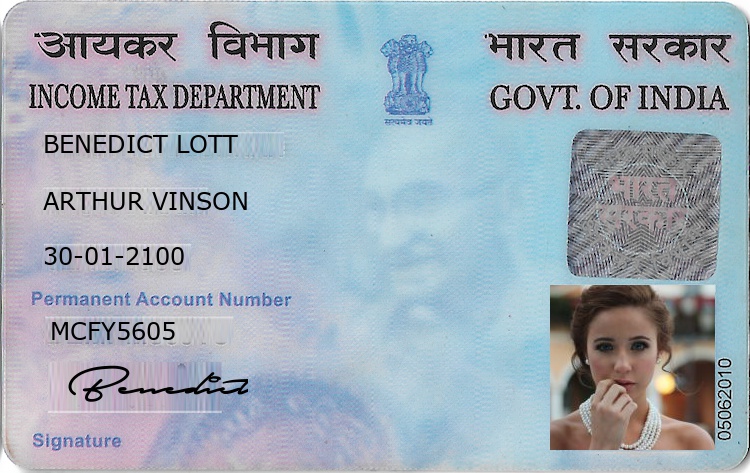 आयकर विभाग
भारत सरकार
INCOME TAX DEPARTMENT
GOVT. OF INDIA
सत्यमेव जयते
BENEDICT LOTT
ARTHUR VINSON
30-01-2100
भारत
सरकार
Permanent Account Number
MCFY5605
Benedict
Signature
05062010